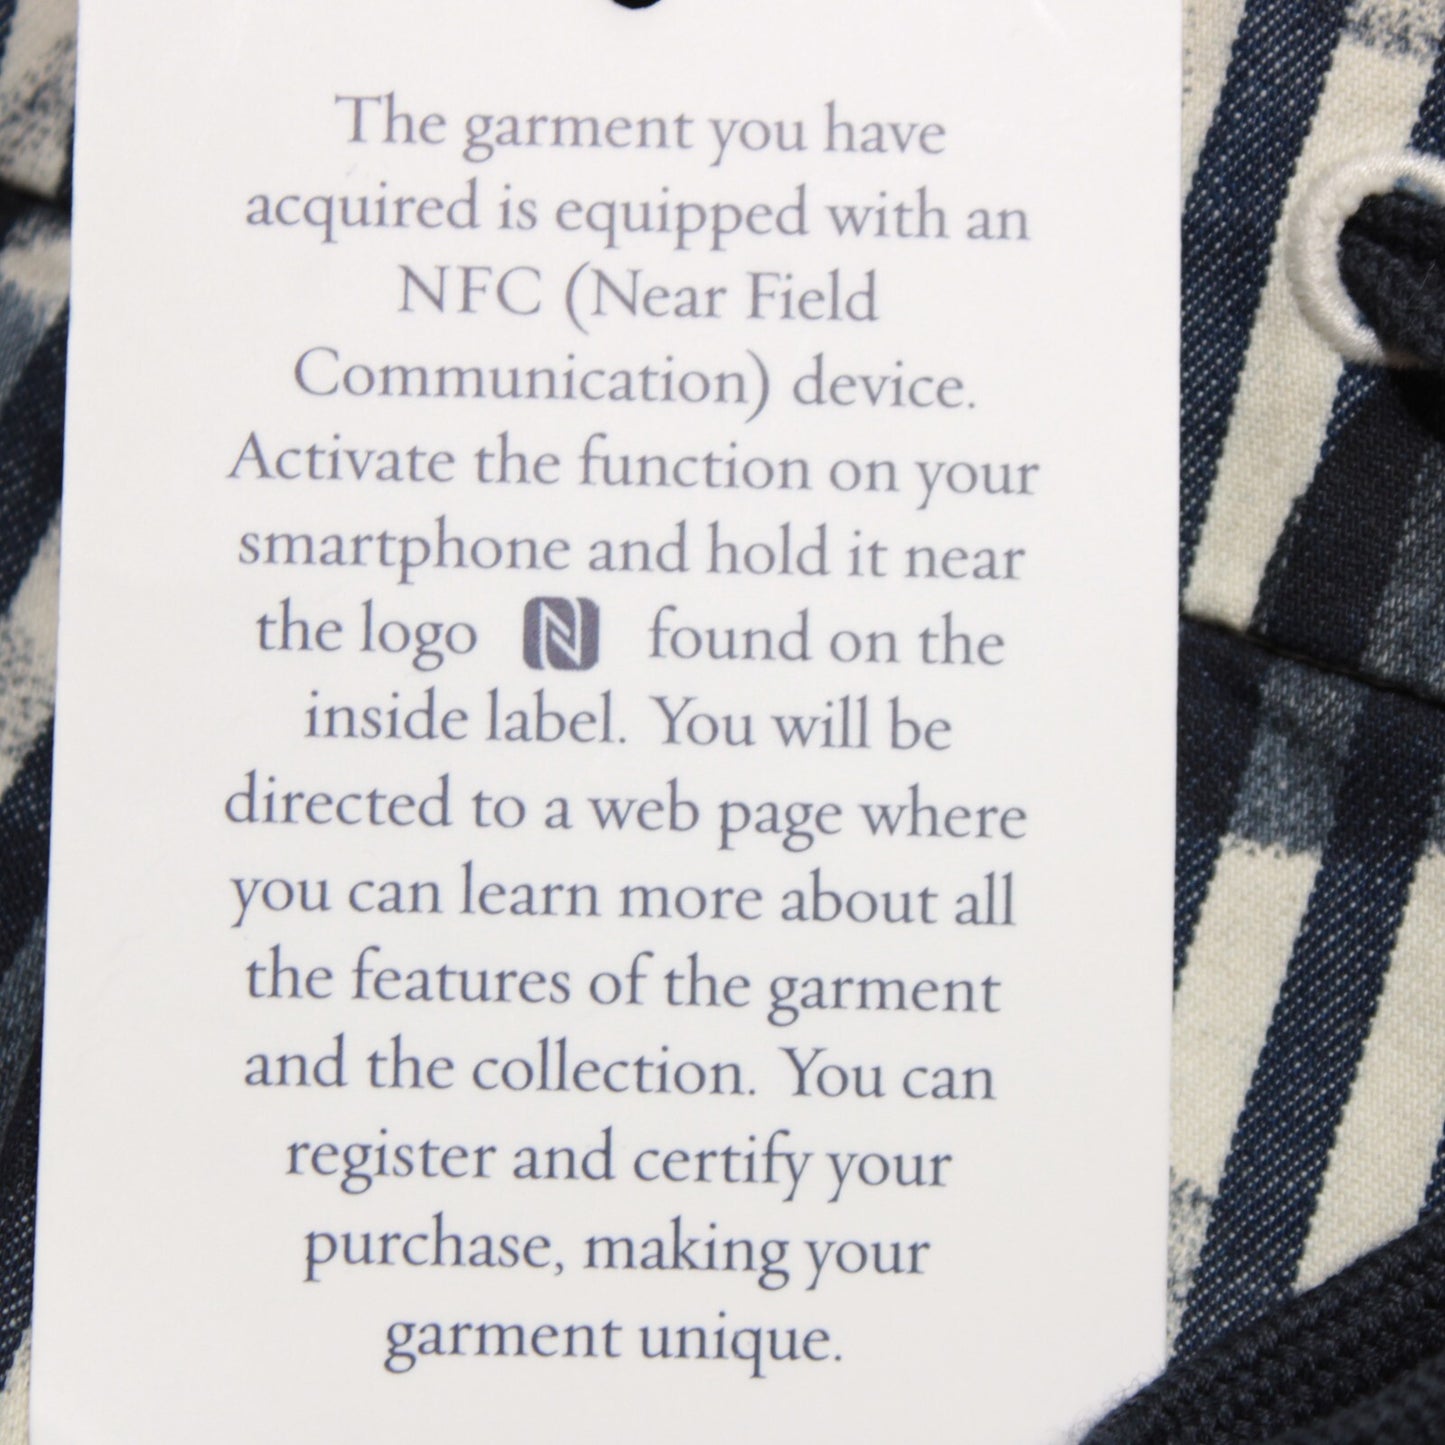 The garment you have
acquired is equipped with an
NFC (Near Field
Communication) device.
Activate the function on your
smartphone and hold it near
the logo N found on the
inside label. You will be
directed to a web page where
you can learn more about all
the features of the garment
and the collection. You can
register and certify your
purchase, making your
garment unique.